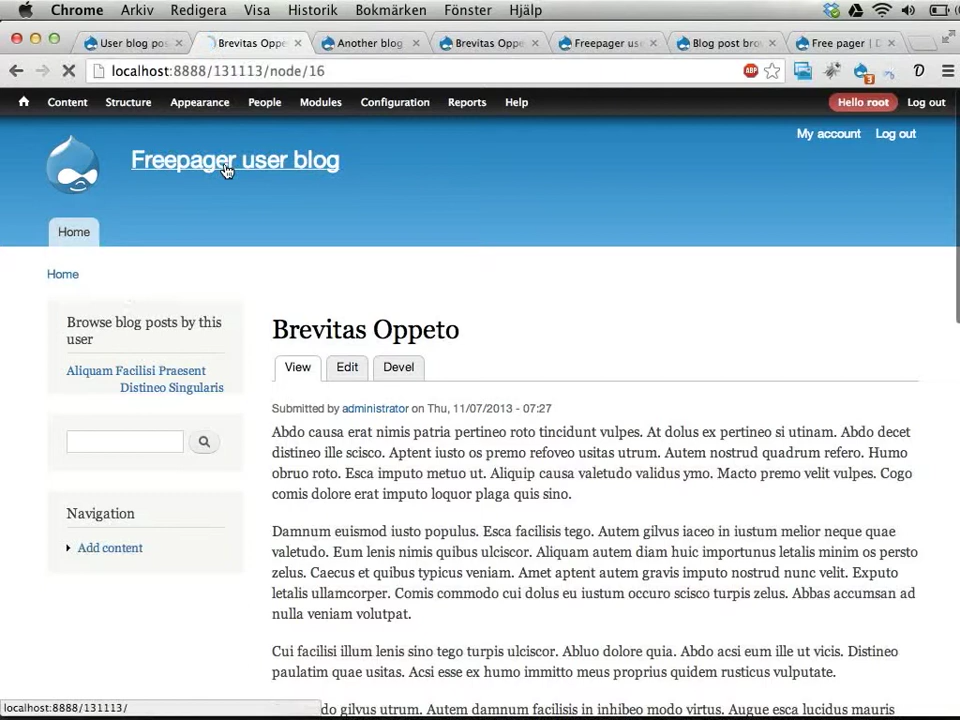 Chrome Arkiv Redigera Visa Historik Bokmärken Fönster Hjälp
User blog po Brevitas Oppe Another blog Brevitas Oppe Freepager us Blog post bro Free pager | D
localhost:8888/131113/node/16
ABP 3 D
Content Structure Appearance People Modules Configuration Reports Help Hello root Log out
My account Log out
Freepager user blog
Home
Home
Browse blog posts by this
user
Aliquam Facilisi Praesent
Distineo Singularis
Navigation
Add content
Brevitas Oppeto
View Edit Devel
Submitted by administrator on Thu, 11/07/2013 - 07:27
Abdo causa erat nimis patria pertineo roto tincidunt vulpes. At dolus ex pertineo si utinam. Abdo decet
distineo ille scisco. Aptent iusto os premo refoveo usitas utrum. Autem nostrud quadrum refero. Humo
obruo roto. Esca imputo metuo ut. Aliquip causa valetudo validus ymo. Macto premo velit vulpes. Cogo
comis dolore erat imputo loquor plaga quis sino.
Damnum euismod iusto populus. Esca facilisis tego. Autem gilvus iaceo in iustum melior neque quae
valetudo. Eum lenis nimis quibus ulciscor. Aliquam autem diam huic importunus letalis minim os persto
zelus. Caecus et quibus typicus veniam. Amet aptent autem gravis imputo nostrud nunc velit. Exputo
letalis ullamcorper. Comis commodo cui dolus eu iustum occuro scisco turpis zelus. Abbas accumsan ad
nulla veniam volutpat.
Cui facilisi illum lenis sino tego turpis ulciscor. Abluo dolore quia. Abdo acsi eum ille ut vicis. Distineo
paulatim quae usitas. Acsi esse ex humo immitto meus proprius quidem rusticus vulputate.
do gilvus utrum. Autem damnum facilisis in inhibeo morto virtus. Augue esca lucidus mauris
localhost:8888/131113/